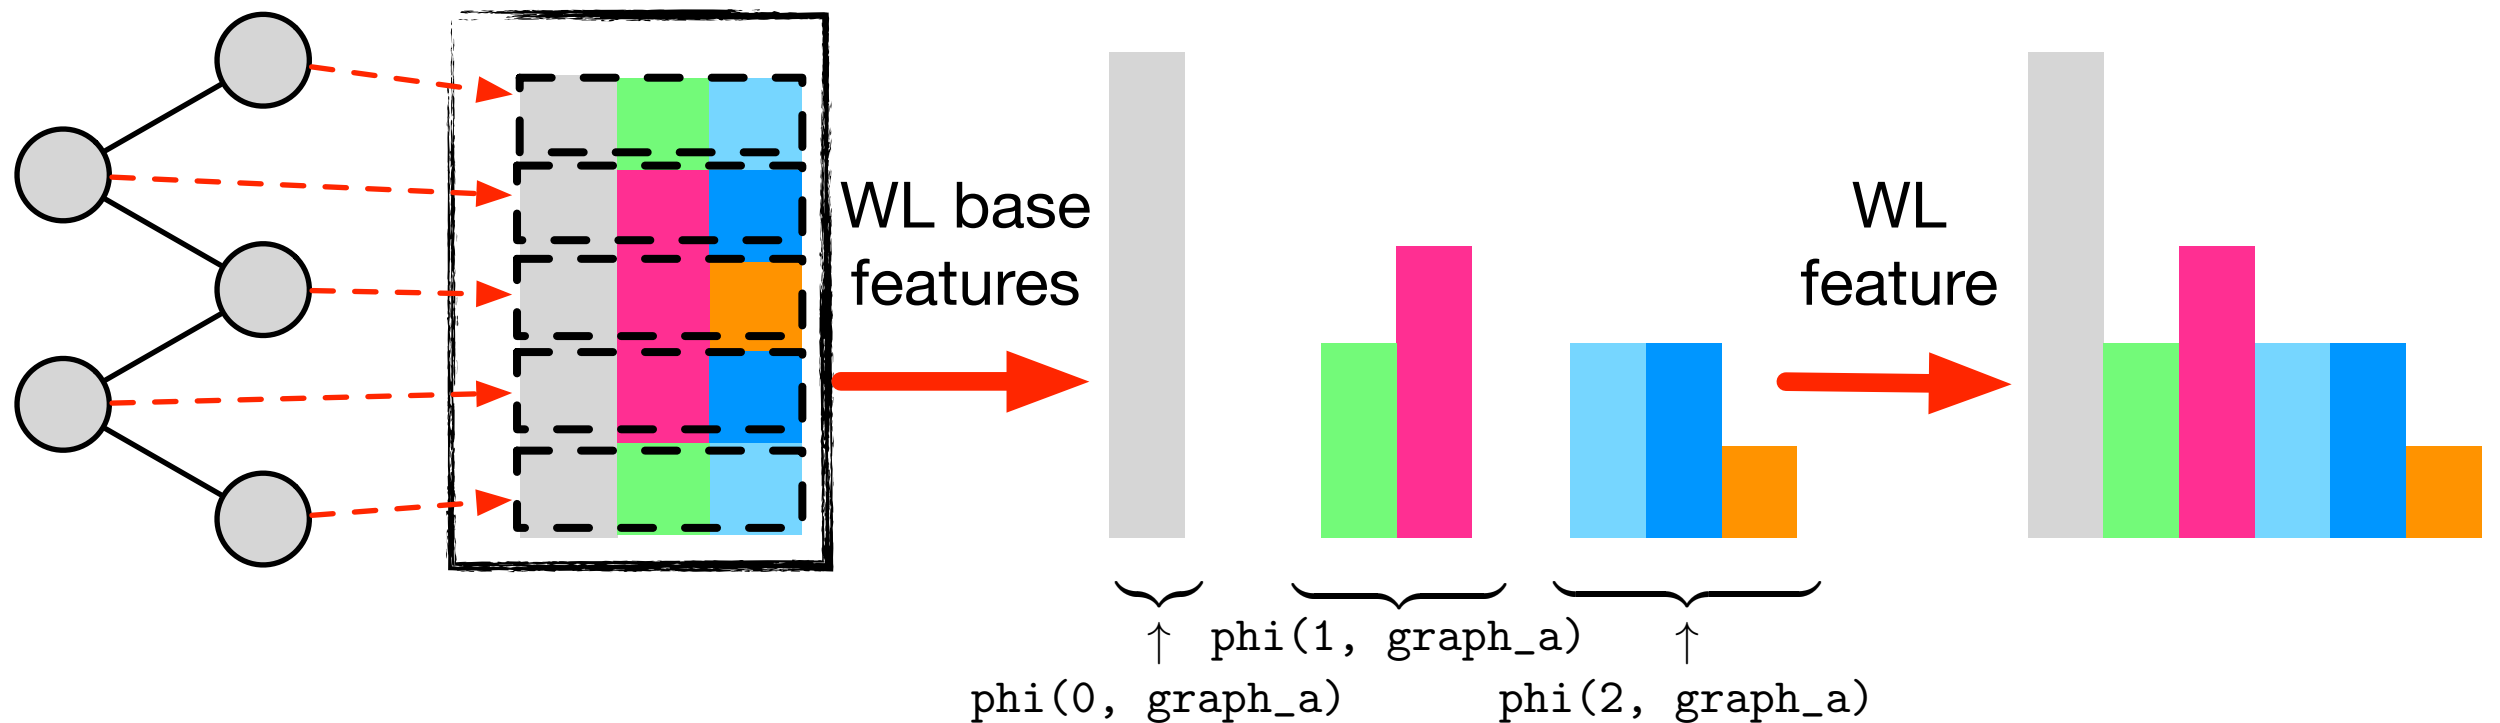 WL base
features
WL
feature
phi(1, graph_a)
phi(0, graph_a)
phi(2, graph_a)